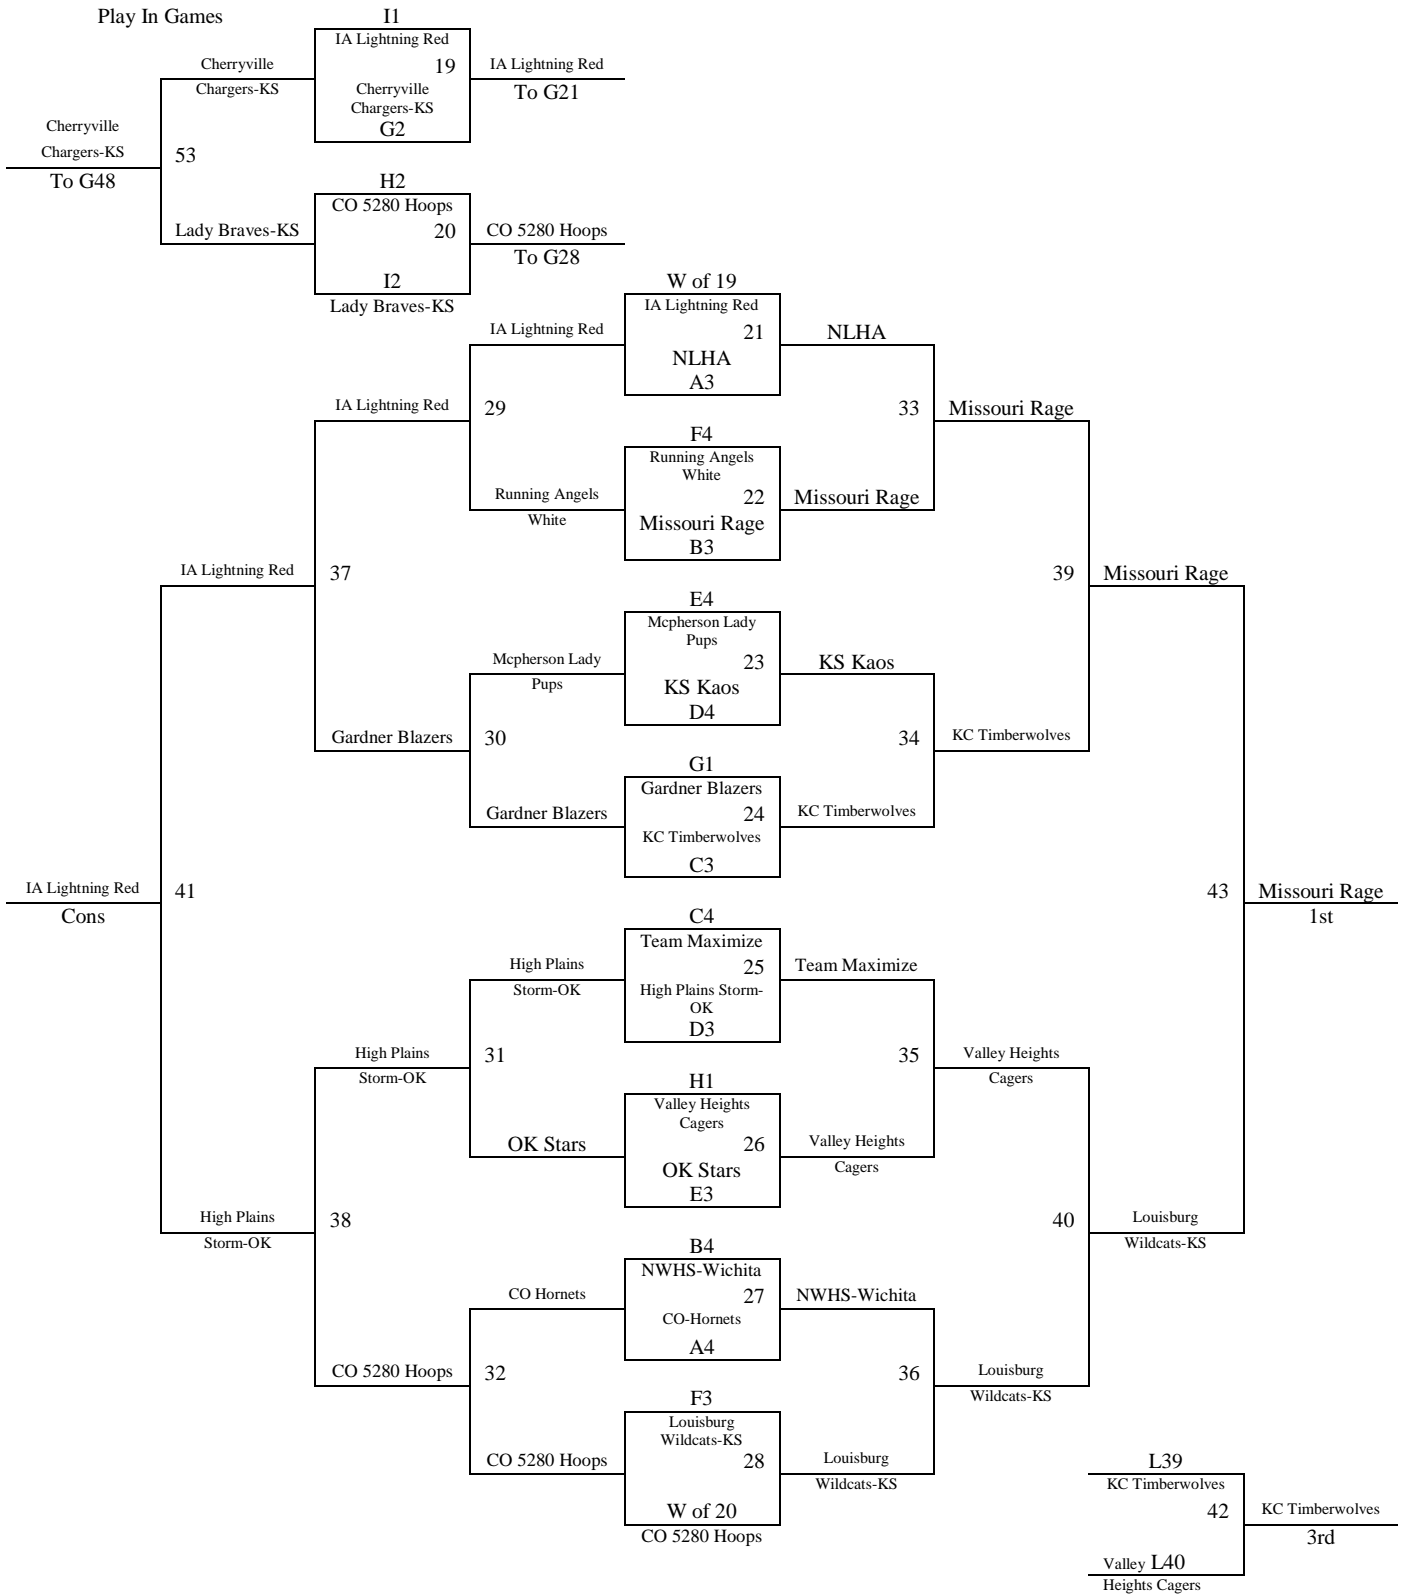 Play In Games
I1
IA Lightning Red
Cherryville
19
IA Lightning Red
Chargers-KS
To G21
Cherryville
Chargers-KS
G2
Cherryville
Chargers-KS
53
To G48
H2
CO 5280 Hoops
Lady Braves-KS
20
CO 5280 Hoops
To G28
I2
Lady Braves-KS
W of 19
IA Lightning Red
IA Lightning Red
21
NLHA
NLHA
A3
IA Lightning Red
29
33
Missouri Rage
F4
Running Angels
White
Running Angels
White
22
Missouri Rage
Missouri Rage
B3
IA Lightning Red
37
39
Missouri Rage
E4
Mcpherson Lady
Pups
Mcpherson Lady
Pups
23
KS Kaos
KS Kaos
D4
Gardner Blazers
30
34
KC Timberwolves
G1
Gardner Blazers
Gardner Blazers
24
KC Timberwolves
KC Timberwolves
C3
IA Lightning Red
Cons
41
43
Missouri Rage
1st
C4
Team Maximize
High Plains
Storm-OK
25
Team Maximize
High Plains Storm-
OK
D3
High Plains
Storm-OK
31
35
Valley Heights
Cagers
H1
Valley Heights
Cagers
OK Stars
26
Valley Heights
Cagers
OK Stars
E3
High Plains
Storm-OK
38
40
Louisburg
Wildcats-KS
B4
NWHS-Wichita
CO Hornets
27
NWHS-Wichita
CO-Hornets
A4
CO 5280 Hoops
32
36
Louisburg
Wildcats-KS
F3
Louisburg
Wildcats-KS
CO 5280 Hoops
28
Louisburg
Wildcats-KS
W of 20
CO 5280 Hoops
L39
KC Timberwolves
42
KC Timberwolves
3rd
Valley L40
Heights Cagers